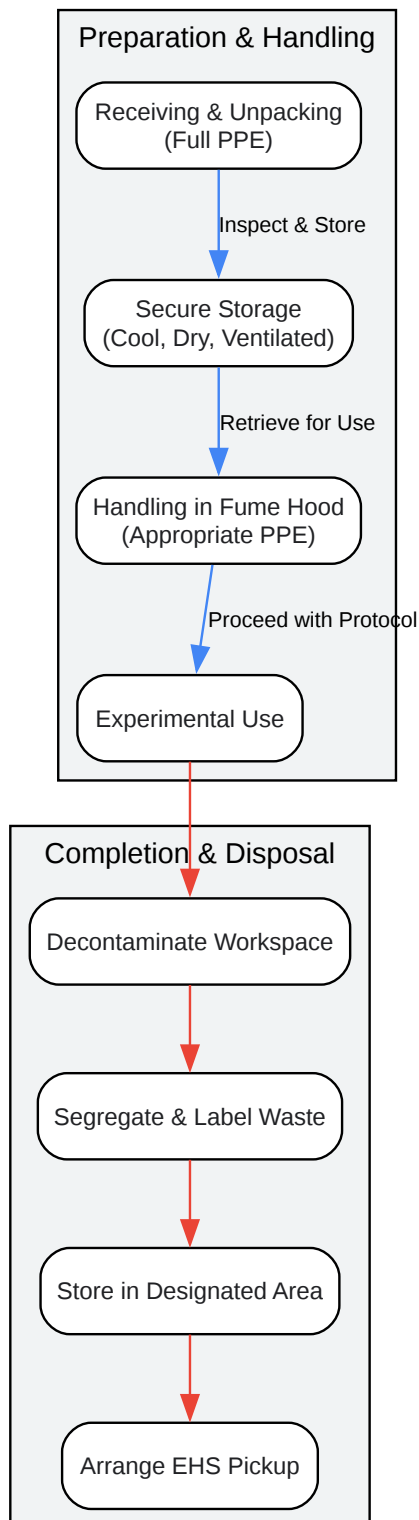 Preparation & Handling
Receiving & Unpacking
(Full PPE)
Inspect & Store
Secure Storage
(Cool, Dry, Ventilated)
Retrieve for Use
Handling in Fume Hood
(Appropriate PPE)
Proceed with Protocol
Experimental Use
Completion & Disposal
Decontaminate Workspace
Segregate & Label Waste
Store in Designated Area
Arrange EHS Pickup